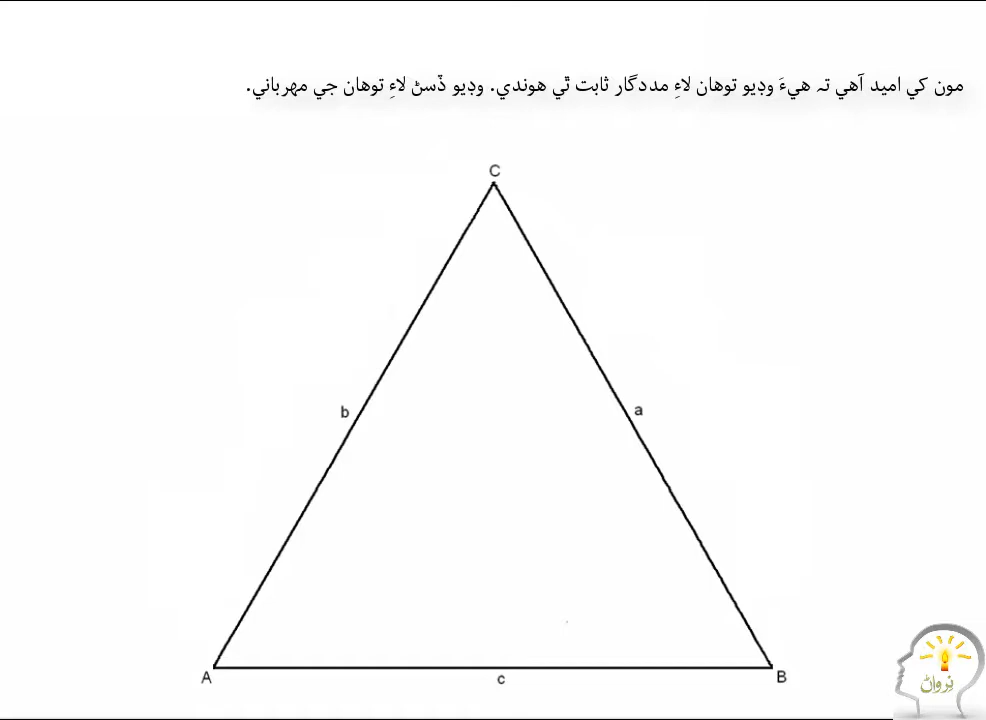 مون کي اميد آهي تہ هيءَ وڊيو توهان لاءِ مددگار ثابت ٿي هوندي. وڊيو ڏسڻ لاءِ توهان جي مهرباني.
C
b
a
A
c
B
نِرواڻ